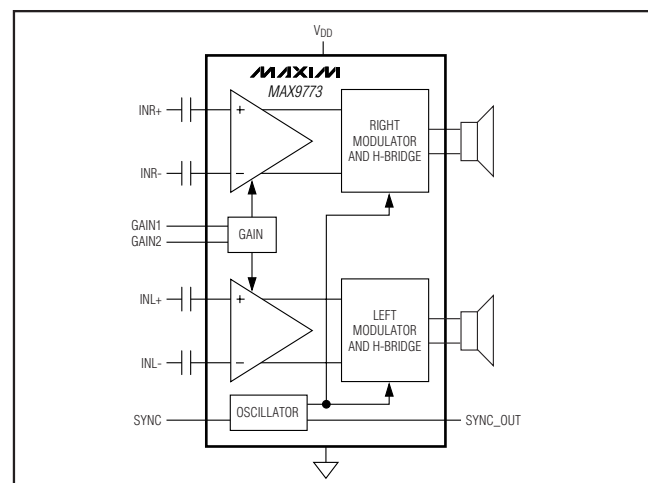 VDD
MAXIM
MAX9773
INR+
+
RIGHT
MODULATOR
AND H-BRIDGE
INR-
−
GAIN1
GAIN2
GAIN
INL+
+
LEFT
MODULATOR
AND H-BRIDGE
INL-
−
SYNC
OSCILLATOR
SYNC_OUT